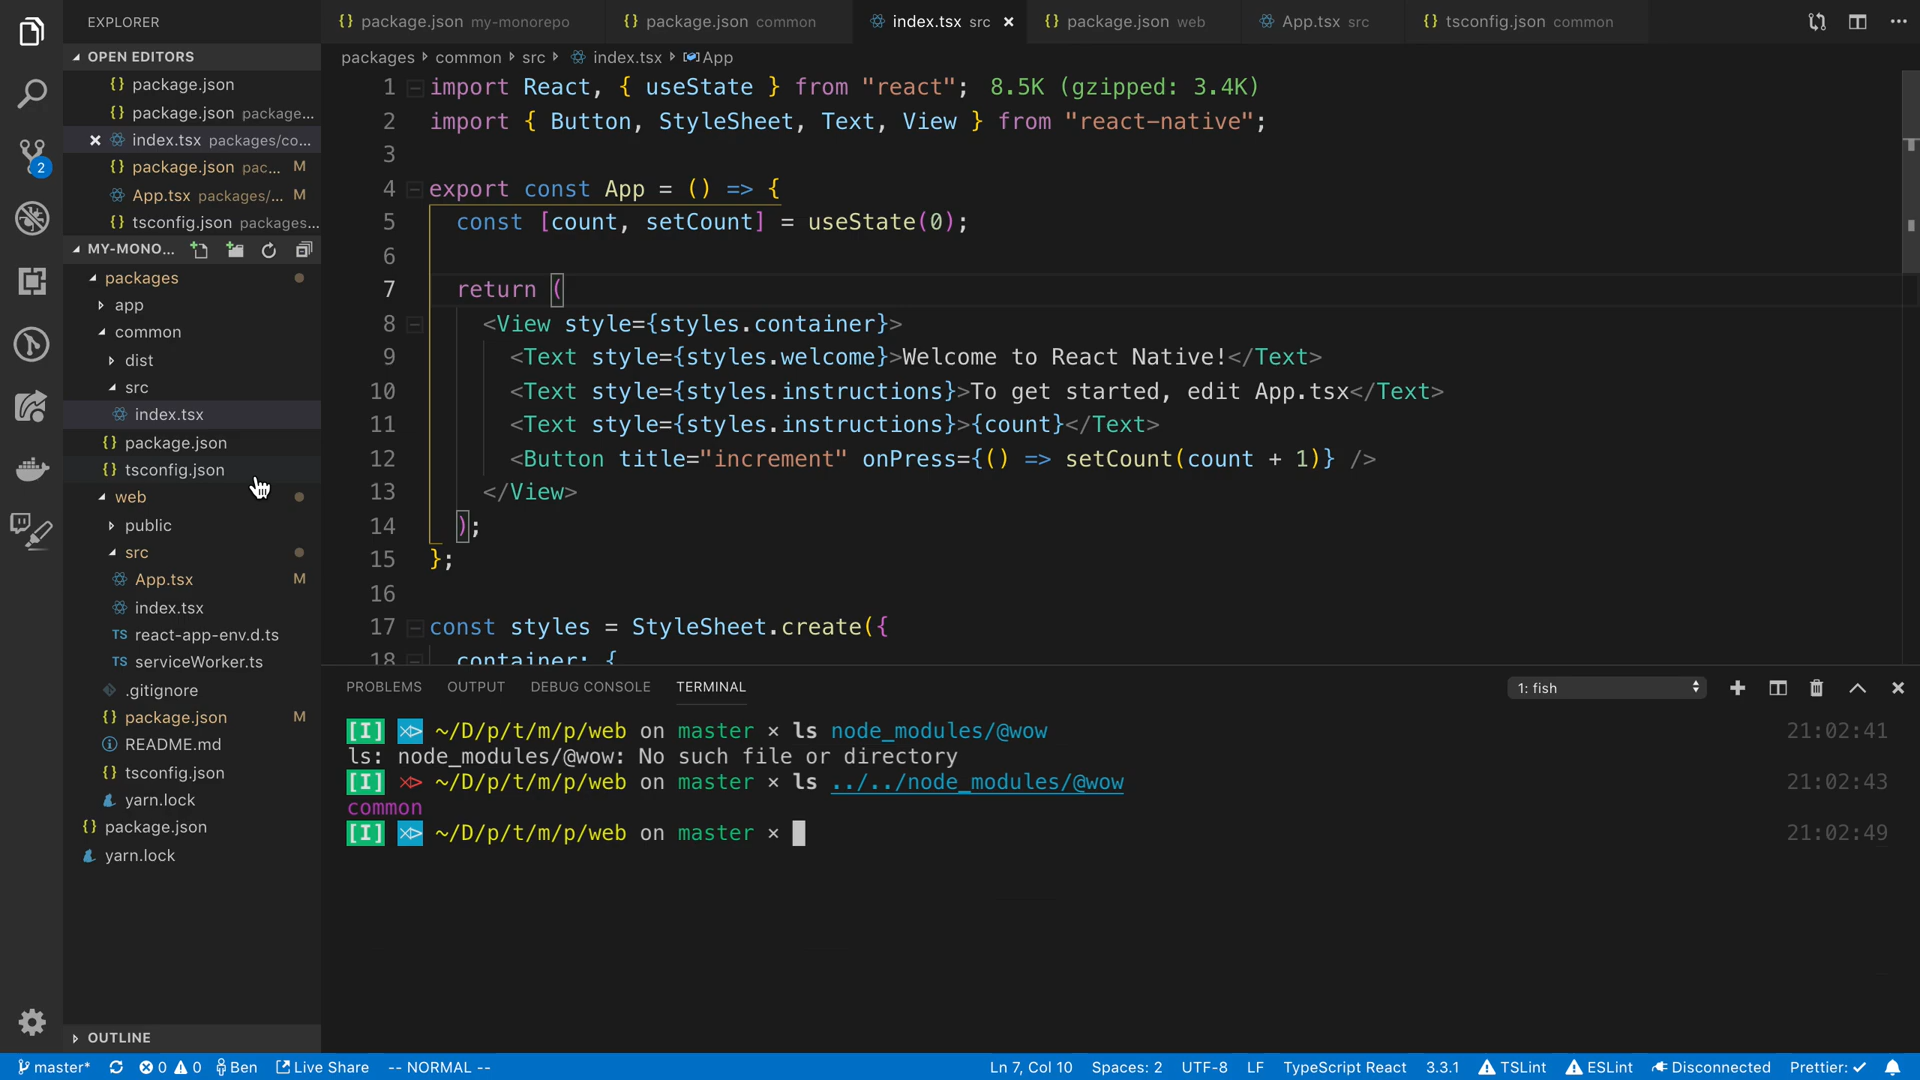 EXPLORER
OPEN EDITORS
{} package.json
{} package.json package...
index.tsx packages/co...
{} package.json pac... M
App.tsx packages/... M
{} tsconfig.json packages...
MY-MONO...
packages
app
common
dist
src
index.tsx
{} package.json
{} tsconfig.json
web
public
src
App.tsx M
index.tsx
TS react-app-env.d.ts
TS serviceWorker.ts
.gitignore
{} package.json M
README.md
{} tsconfig.json
yarn.lock
{} package.json
yarn.lock
OUTLINE
2
{} package.json my-monorepo
{} package.json common
index.tsx src ×
{} package.json web
App.tsx src
{} tsconfig.json common
packages common src index.tsx App
1 import React, { useState } from "react"; 8.5K (gzipped: 3.4K)
2 import { Button, StyleSheet, Text, View } from "react-native";
3
4 export const App = () => {
5 const [count, setCount] = useState(0);
6
7 return (
8 <View style={styles.container}>
9 <Text style={styles.welcome}>Welcome to React Native!</Text>
10 <Text style={styles.instructions}>To get started, edit App.tsx</Text>
11 <Text style={styles.instructions}>{count}</Text>
12 <Button title="increment" onPress={() => setCount(count + 1)} />
13 </View>
14 );
15 };
16
17 const styles = StyleSheet.create({
18 container: {
PROBLEMS OUTPUT DEBUG CONSOLE TERMINAL
1: fish
[I] ~/D/p/t/m/p/web on master × ls node_modules/@wow 21:02:41
ls: node_modules/@wow: No such file or directory
[I] ~/D/p/t/m/p/web on master × ls ../../node_modules/@wow 21:02:43
common
[I] ~/D/p/t/m/p/web on master × 21:02:49
master* 0 0 Ben Live Share -- NORMAL -- Ln 7, Col 10 Spaces: 2 UTF-8 LF TypeScript React 3.3.1 TSLint ESLint Disconnected Prettier: ✓